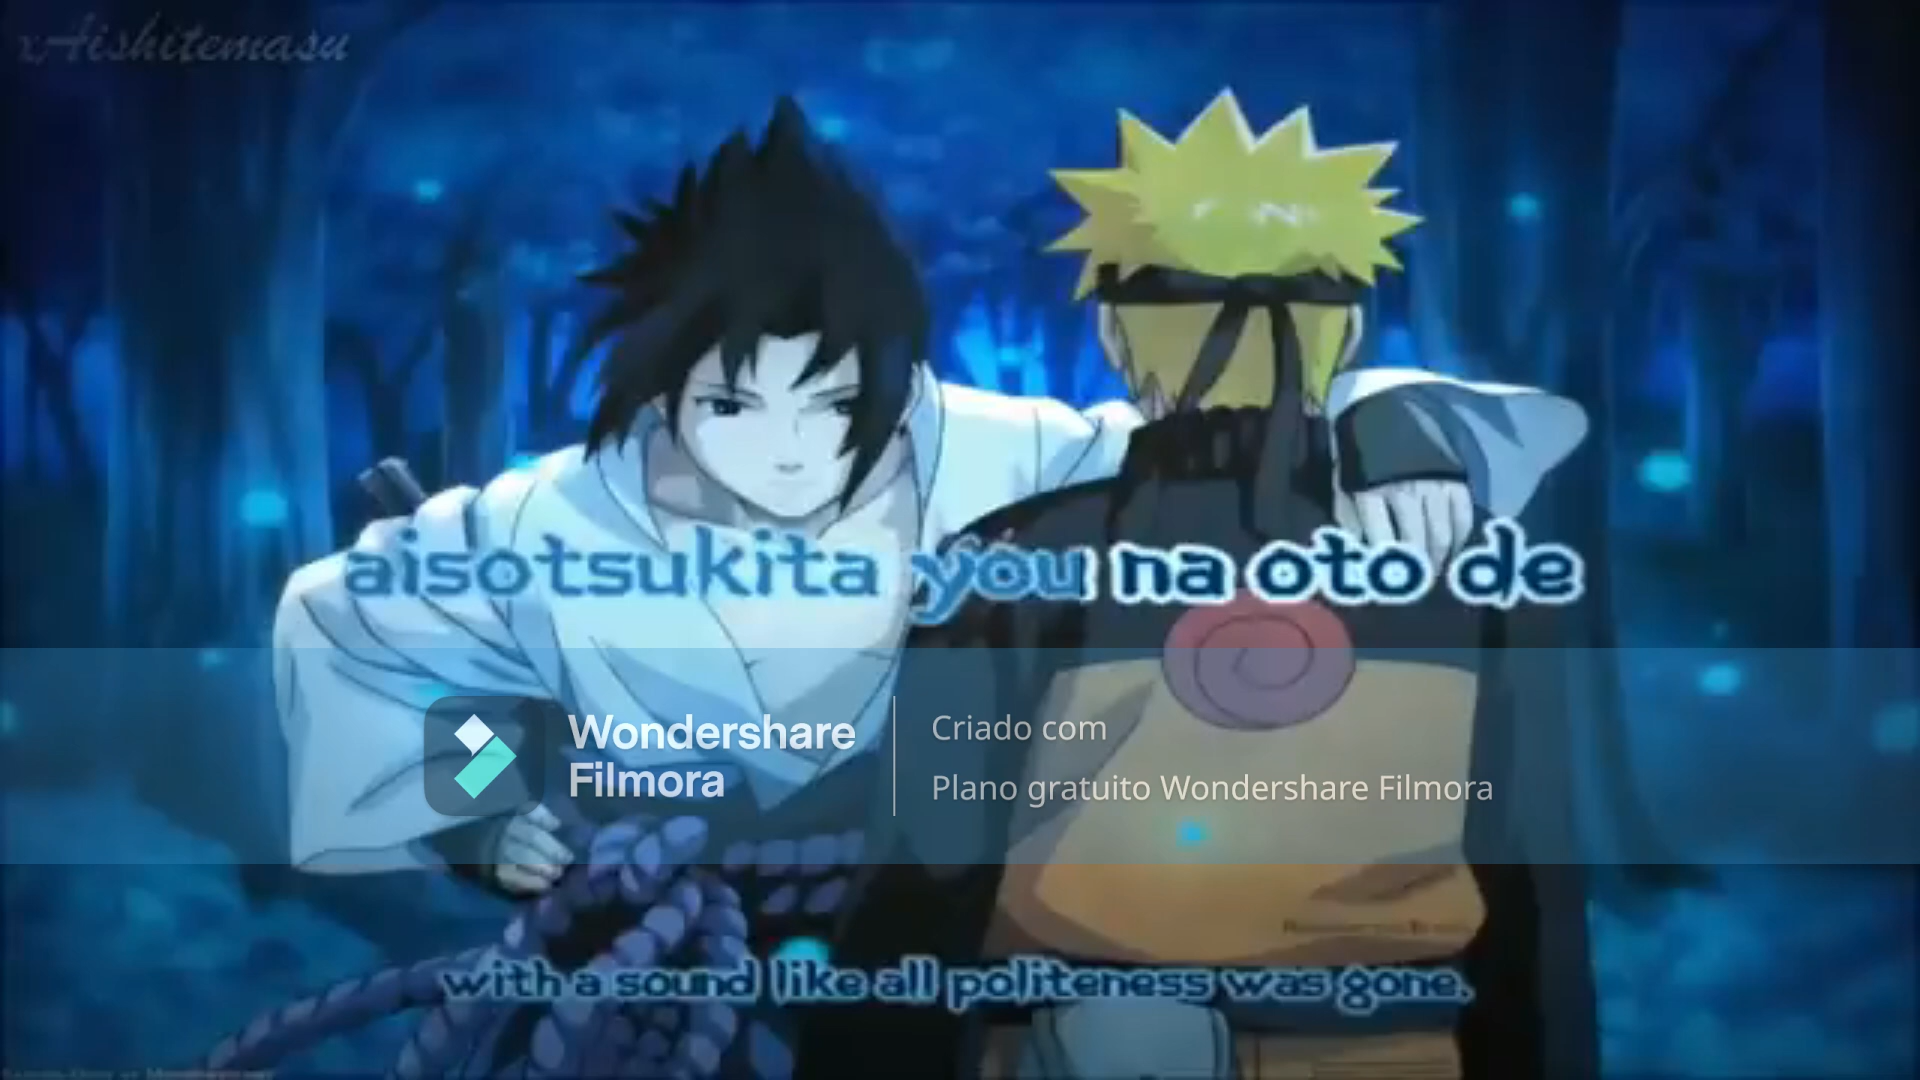 xAishitemasu
aisotsukita you na oto de
Wondershare
Filmora
Criado com
Plano gratuito Wondershare Filmora
with a sound like all politeness was gone.